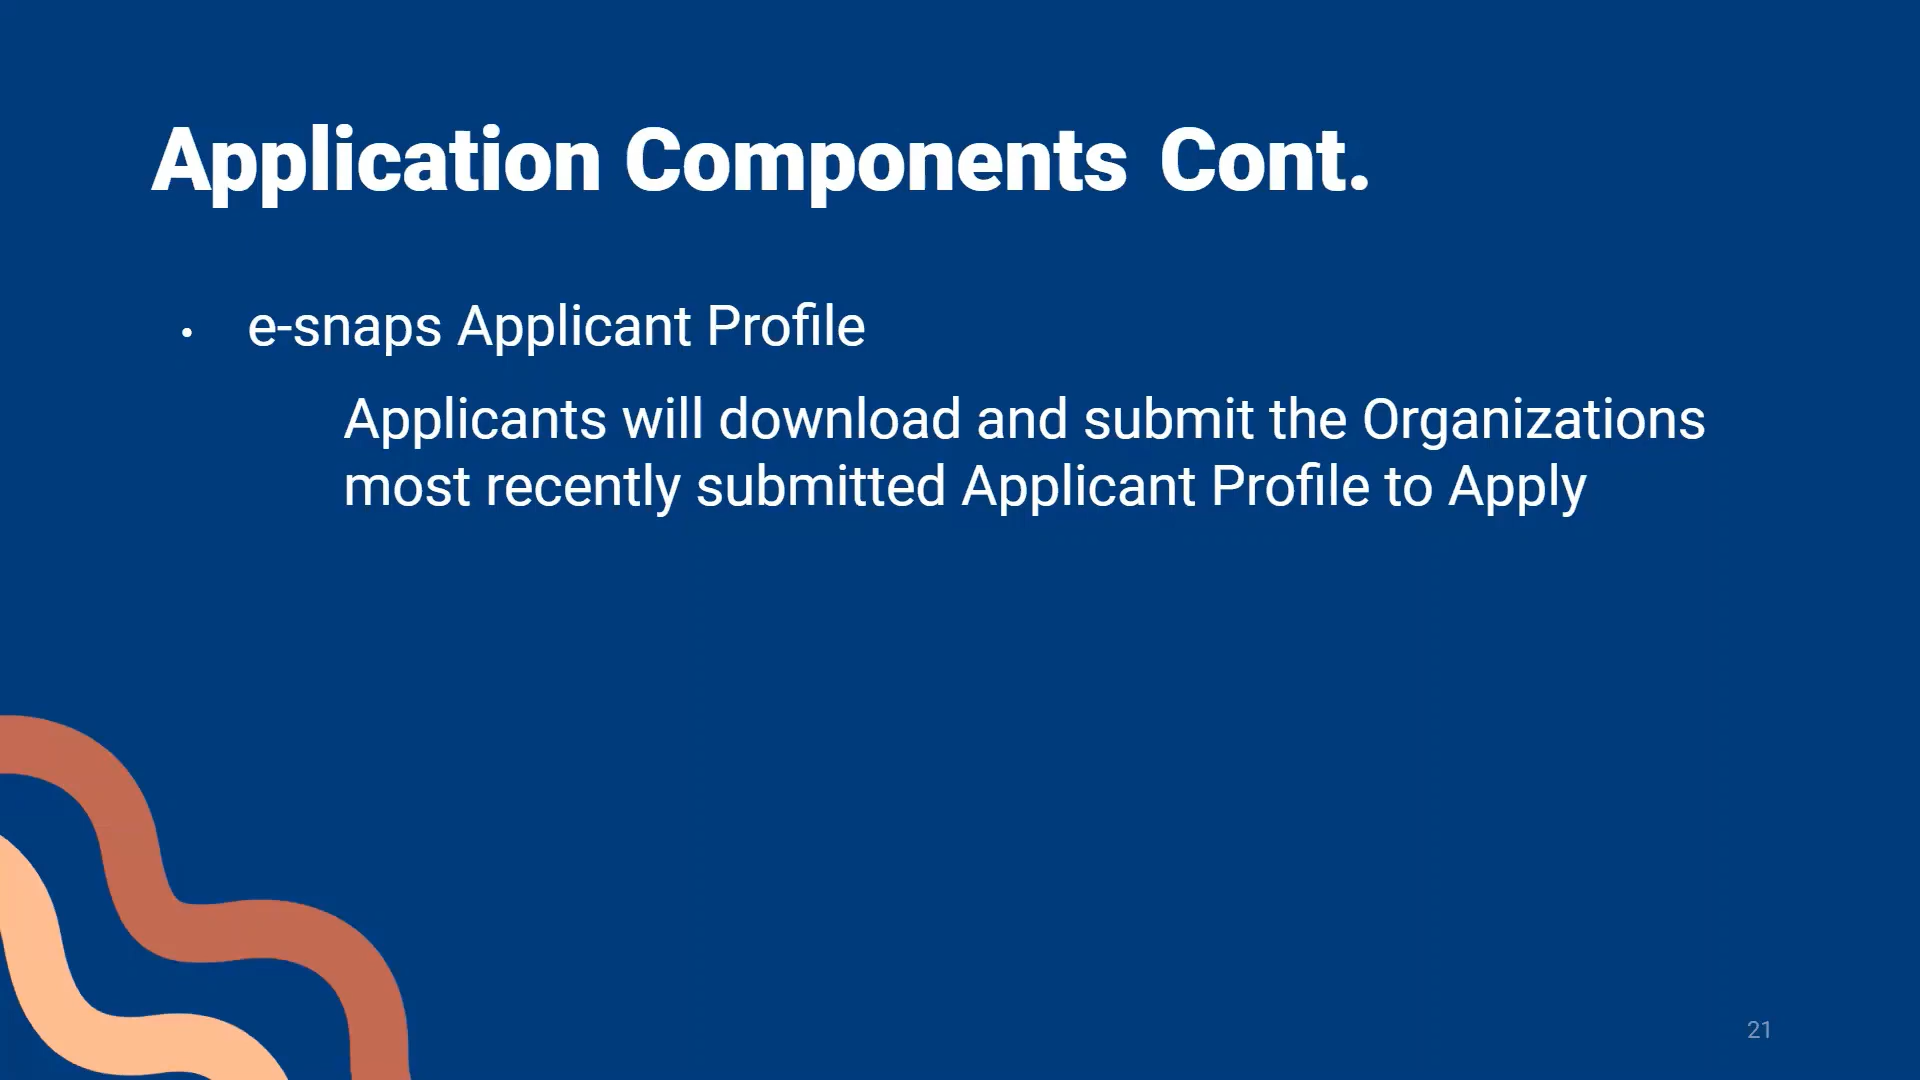 Application Components Cont.
• e-snaps Applicant Profile
Applicants will download and submit the Organizations
most recently submitted Applicant Profile to Apply
21